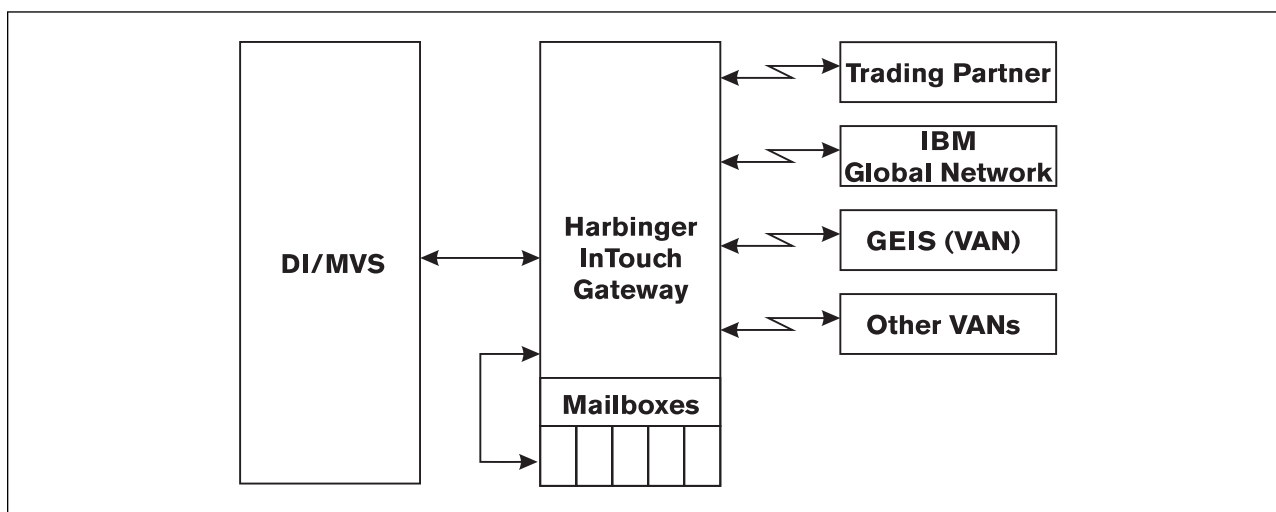 DI/MVS
Harbinger
InTouch
Gateway
Mailboxes
Trading Partner
IBM
Global Network
GEIS (VAN)
Other VANs